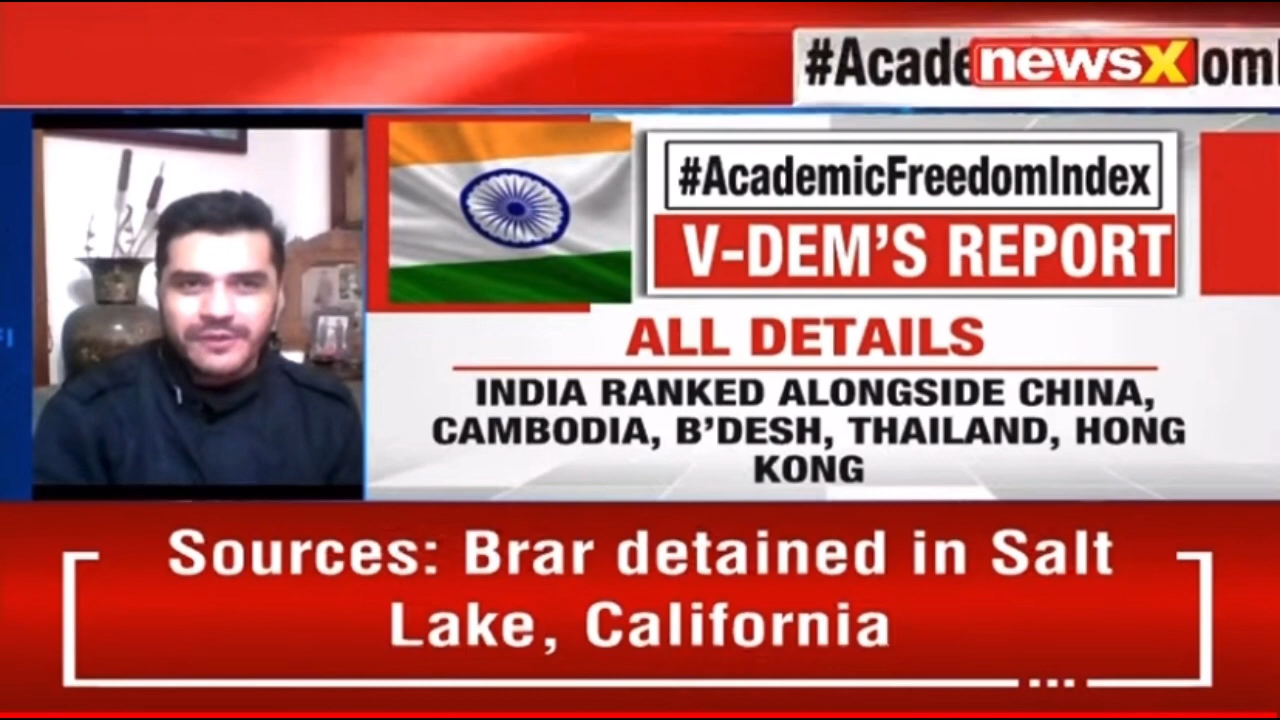 #Acade
newsX
om
#AcademicFreedomIndex
V-DEM'S REPORT
ALL DETAILS
INDIA RANKED ALONGSIDE CHINA,
CAMBODIA, B'DESH, THAILAND, HONG
KONG
Sources: Brar detained in Salt
Lake, California